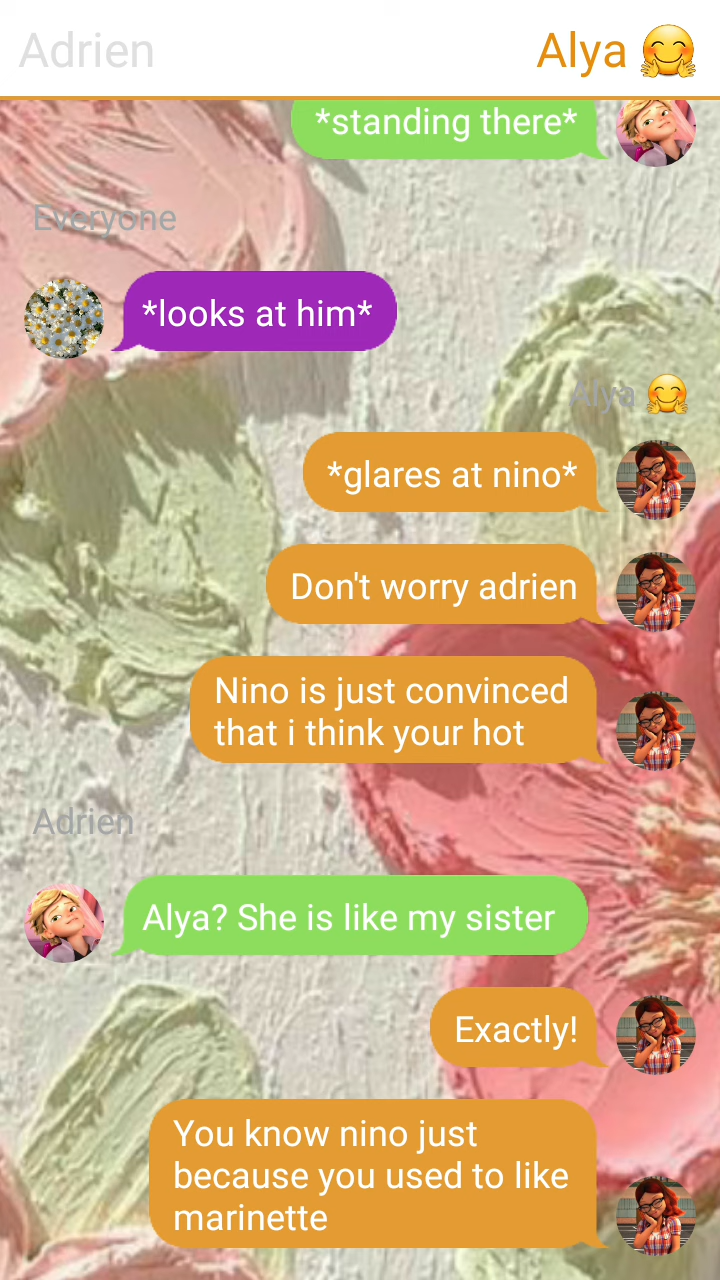 Adrien
Alya 🤗
*standing there*
Everyone
*looks at him*
Alya 🤗
*glares at nino*
Don't worry adrien
Nino is just convinced
that i think your hot
Adrien
Alya? She is like my sister
Exactly!
You know nino just
because you used to like
marinette